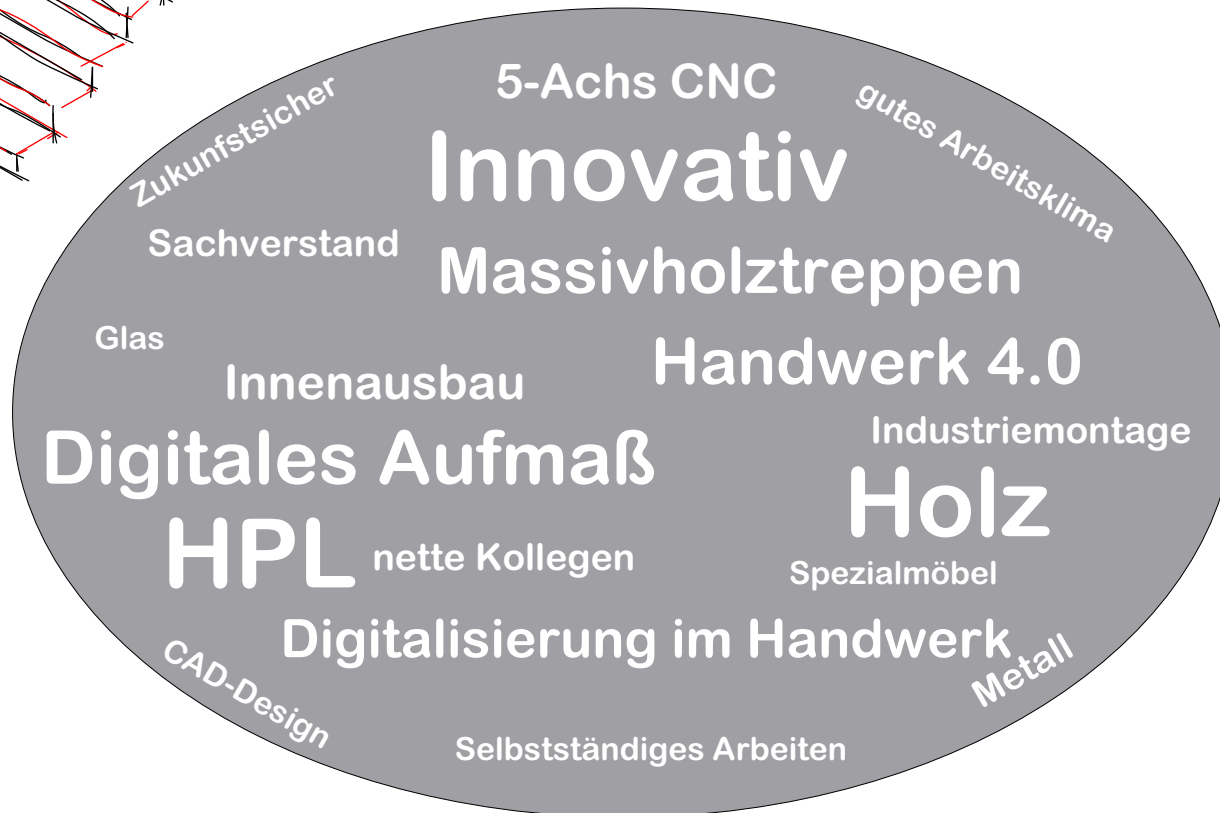 5-Achs CNC
Zukunfstsicher
gutes Arbeitsklima
Innovativ
Sachverstand
Massivholztreppen
Glas
Handwerk 4.0
Innenausbau
Industriemontage
Digitales Aufmaß
Holz
HPL
nette Kollegen
Spezialmöbel
Digitalisierung im Handwerk
Metall
CAD-Design
Selbstständiges Arbeiten